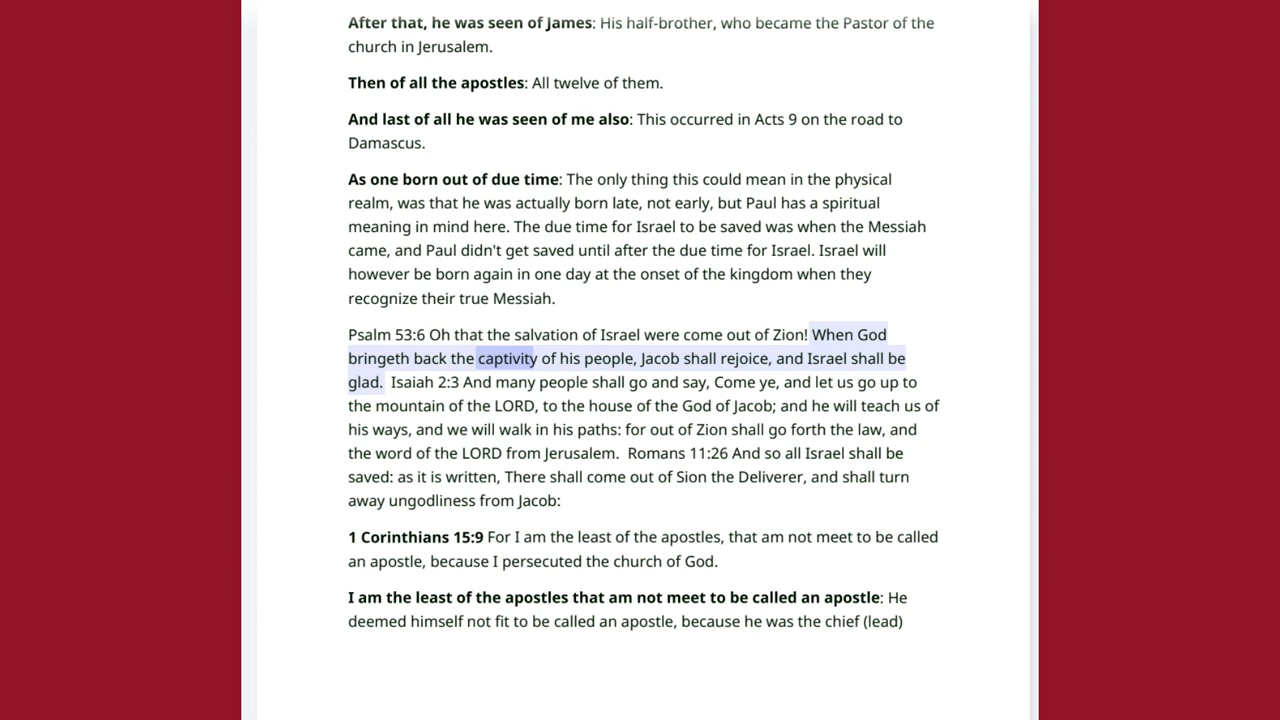 After that, he was seen of James: His half-brother, who became the Pastor of the
church in Jerusalem.
Then of all the apostles: All twelve of them.
And last of all he was seen of me also: This occurred in Acts 9 on the road to
Damascus.
As one born out of due time: The only thing this could mean in the physical
realm, was that he was actually born late, not early, but Paul has a spiritual
meaning in mind here. The due time for Israel to be saved was when the Messiah
came, and Paul didn't get saved until after the due time for Israel. Israel will
however be born again in one day at the onset of the kingdom when they
recognize their true Messiah.
Psalm 53:6 Oh that the salvation of Israel were come out of Zion! When God
bringeth back the captivity of his people, Jacob shall rejoice, and Israel shall be
glad.  Isaiah 2:3 And many people shall go and say, Come ye, and let us go up to
the mountain of the LORD, to the house of the God of Jacob; and he will teach us of
his ways, and we will walk in his paths: for out of Zion shall go forth the law, and
the word of the LORD from Jerusalem.  Romans 11:26 And so all Israel shall be
saved: as it is written, There shall come out of Sion the Deliverer, and shall turn
away ungodliness from Jacob:
1 Corinthians 15:9 For I am the least of the apostles, that am not meet to be called
an apostle, because I persecuted the church of God.
I am the least of the apostles that am not meet to be called an apostle: He
deemed himself not fit to be called an apostle, because he was the chief (lead)